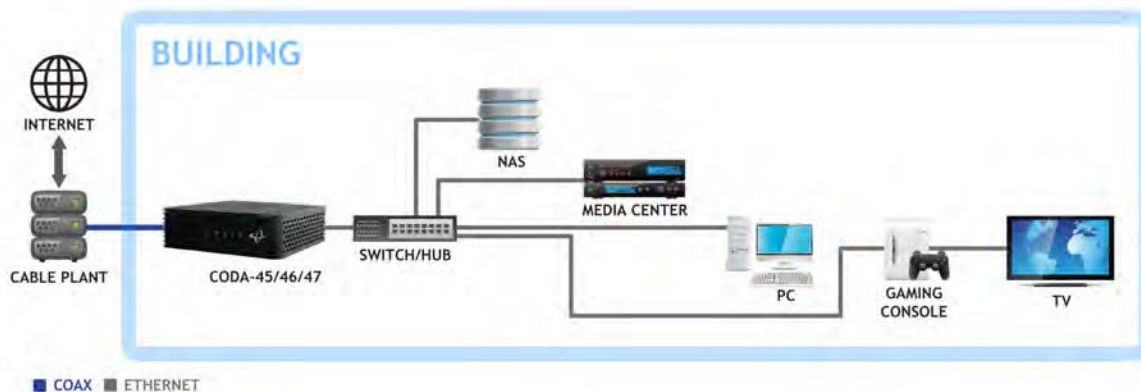 BUILDING
INTERNET
NAS
MEDIA CENTER
SWITCH/HUB
CABLE PLANT
CODA-45/46/47
PC
GAMING
CONSOLE
TV
COAX ETHERNET